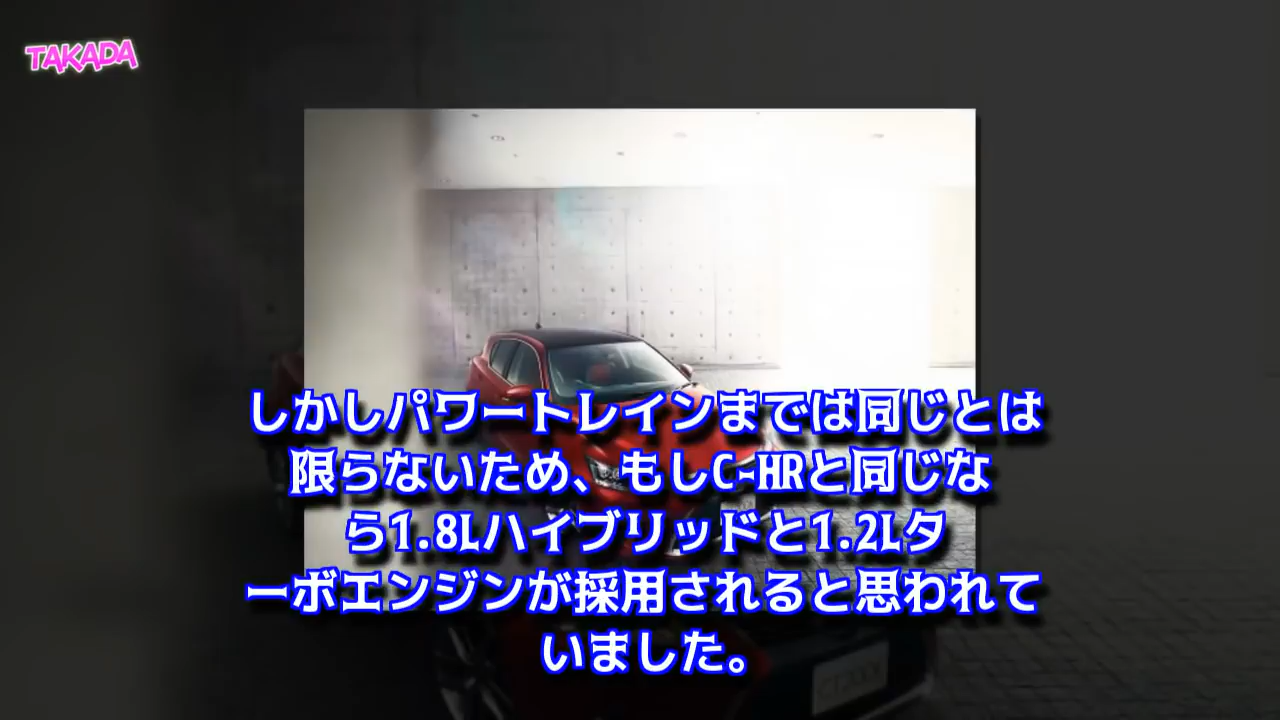 TAKADA
しかしパワートレインまでは同じとは
限らないため、もしC-HRと同じな
ら1.8Lハイブリッドと1.2Lタ
ーボエンジンが採用されると思われて
いました。